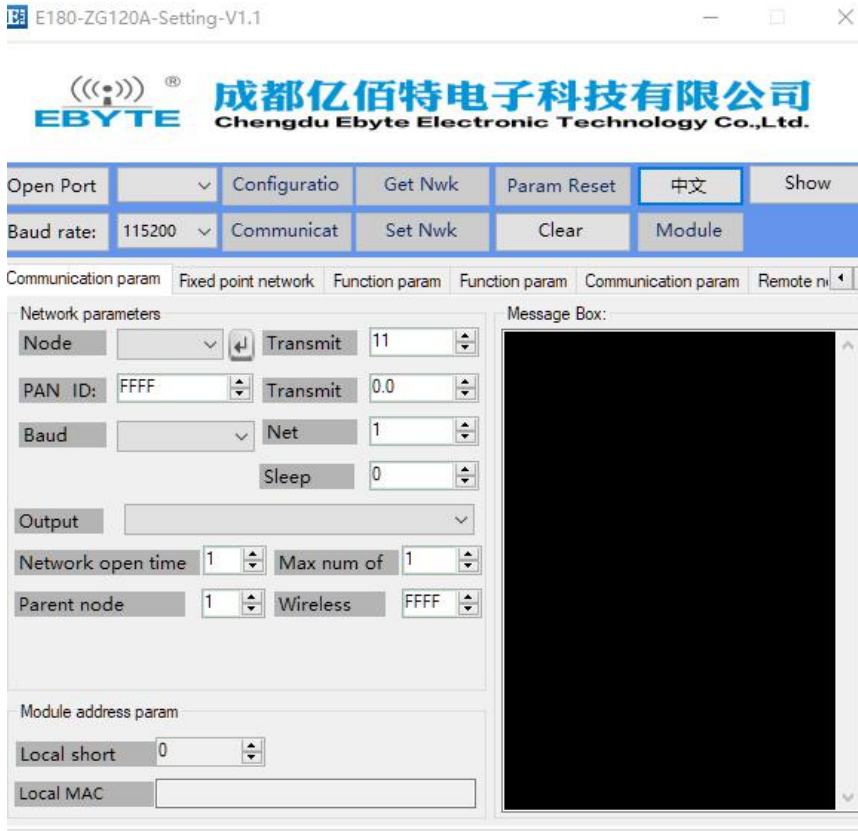 E180-ZG120A-Setting-V1.1
((( ))) ®
EBYTE
成都亿佰特电子科技有限公司
Chengdu Ebyte Electronic Technology Co.,Ltd.
Open Port Configuratio Get Nwk Param Reset 中文 Show
Baud rate: 115200 Communicat Set Nwk Clear Module
Communication param Fixed point network Function param Function param Communication param Remote n
Network parameters
Message Box:
Node Transmit 11
PAN ID: FFFF Transmit 0.0
Baud Net 1
Sleep 0
Output
Network open time 1 Max num of 1
Parent node 1 Wireless FFFF
Module address param
Local short 0
Local MAC